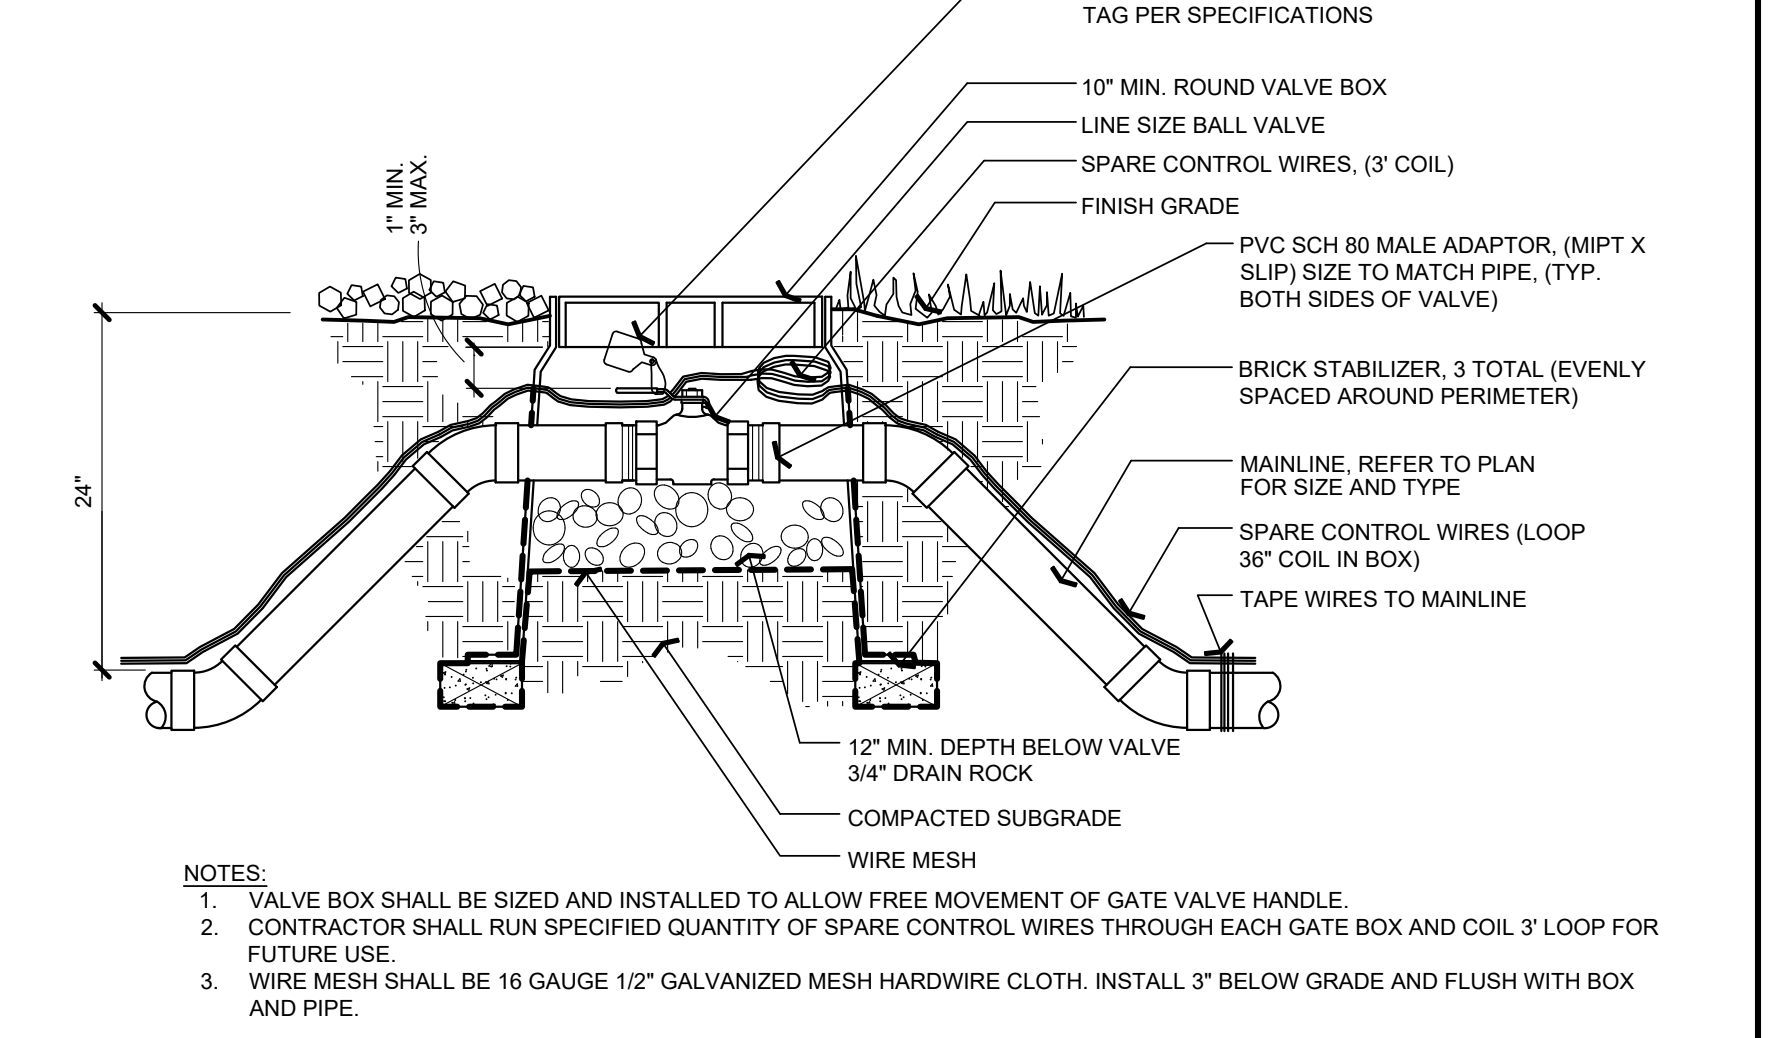 TAG PER SPECIFICATIONS
10" MIN. ROUND VALVE BOX
LINE SIZE BALL VALVE
SPARE CONTROL WIRES, (3' COIL)
FINISH GRADE
1" MIN.
3" MAX.
PVC SCH 80 MALE ADAPTOR, (MIPT X
SLIP) SIZE TO MATCH PIPE, (TYP.
BOTH SIDES OF VALVE)
BRICK STABILIZER, 3 TOTAL (EVENLY
SPACED AROUND PERIMETER)
24"
MAINLINE, REFER TO PLAN
FOR SIZE AND TYPE
SPARE CONTROL WIRES (LOOP
36" COIL IN BOX)
TAPE WIRES TO MAINLINE
12" MIN. DEPTH BELOW VALVE
3/4" DRAIN ROCK
COMPACTED SUBGRADE
WIRE MESH
NOTES:
1. VALVE BOX SHALL BE SIZED AND INSTALLED TO ALLOW FREE MOVEMENT OF GATE VALVE HANDLE.
2. CONTRACTOR SHALL RUN SPECIFIED QUANTITY OF SPARE CONTROL WIRES THROUGH EACH GATE BOX AND COIL 3' LOOP FOR
FUTURE USE.
3. WIRE MESH SHALL BE 16 GAUGE 1/2" GALVANIZED MESH HARDWIRE CLOTH. INSTALL 3" BELOW GRADE AND FLUSH WITH BOX
AND PIPE.